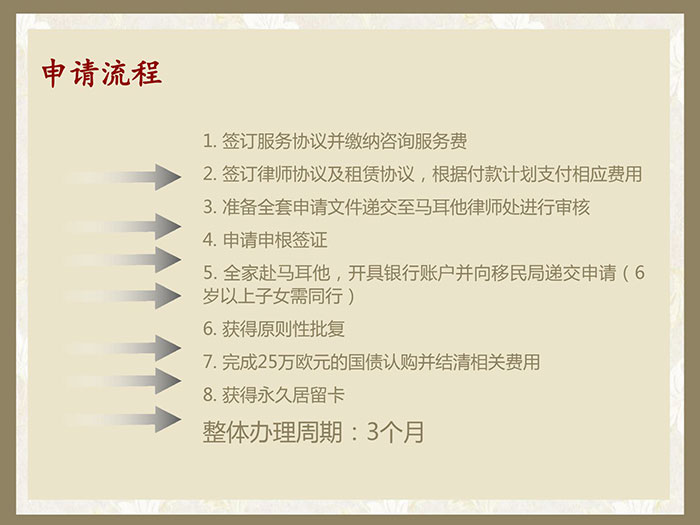 申请流程
1. 签订服务协议并缴纳咨询服务费
2. 签订律师协议及租赁协议，根据付款计划支付相应费用
3. 准备全套申请文件递交至马耳他律师处进行审核
4. 申请申根签证
5. 全家赴马耳他，开具银行账户并向移民局递交申请（6
岁以上子女需同行）
6. 获得原则性批复
7. 完成25万欧元的国债认购并结清相关费用
8. 获得永久居留卡
整体办理周期：3个月